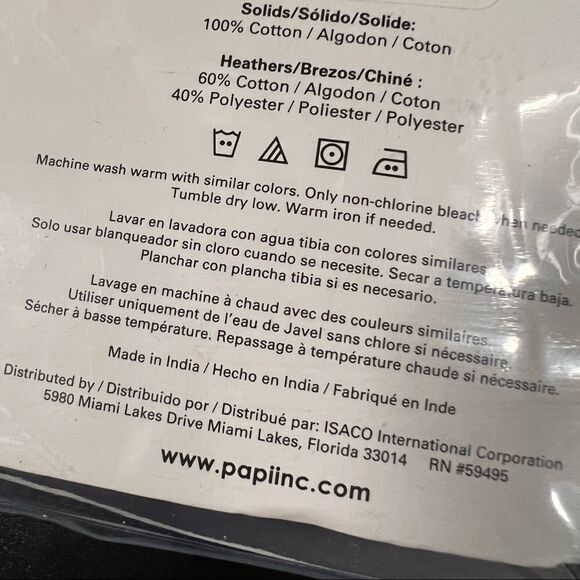 Solids/Sólido/Solide:
100% Cotton / Algodon / Coton
Heathers/Brezos/Chiné :
60% Cotton / Algodon / Coton
40% Polyester / Poliester / Polyester
Machine wash warm with similar colors. Only non-chlorine bleach when needed
Tumble dry low. Warm iron if needed.
Lavar en lavadora con agua tibia con colores similares
Solo usar blanqueador sin cloro cuando se necesite. Secar a temperatura baja.
Planchar con plancha tibia si es necesario.
Lavage en machine à chaud avec des couleurs similaires.
Utiliser uniquement de l'eau de Javel sans chlore si nécessaire.
Sécher à basse température. Repassage à température chaude si nécessaire.
Made in India / Hecho en India / Fabriqué en Inde
Distributed by / Distribuido por / Distribué par: ISACO International Corporation
5980 Miami Lakes Drive Miami Lakes, Florida 33014 RN #59495
www.papiinc.com